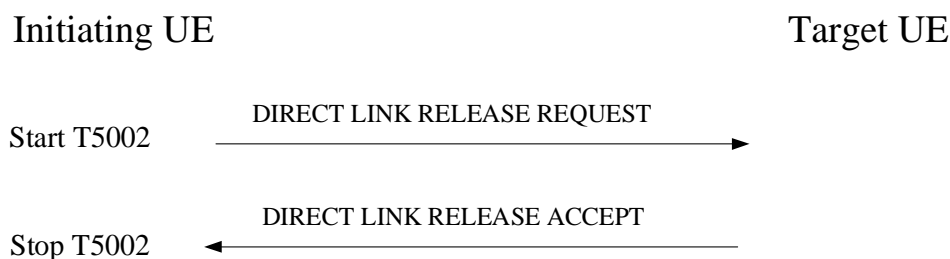 Initiating UE
Target UE
DIRECT LINK RELEASE REQUEST
Start T5002
DIRECT LINK RELEASE ACCEPT
Stop T5002